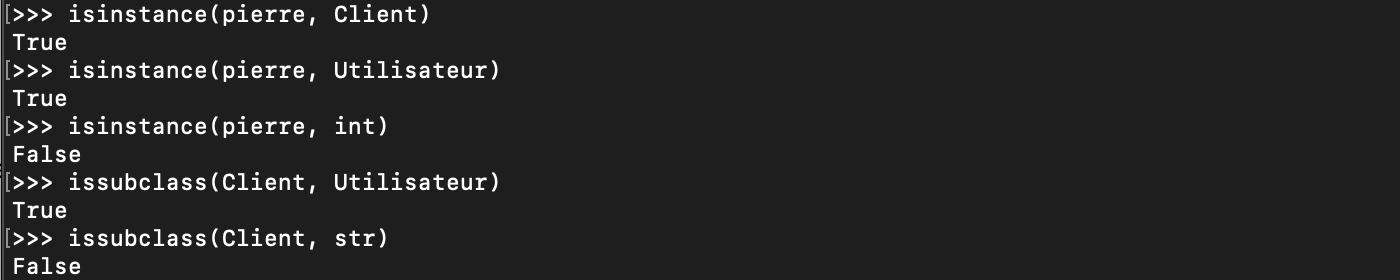 [>>> isinstance(pierre, Client)
True
[>>> isinstance(pierre, Utilisateur)
True
[>>> isinstance(pierre, int)
False
[>>> issubclass(Client, Utilisateur)
True
[>>> issubclass(Client, str)
False